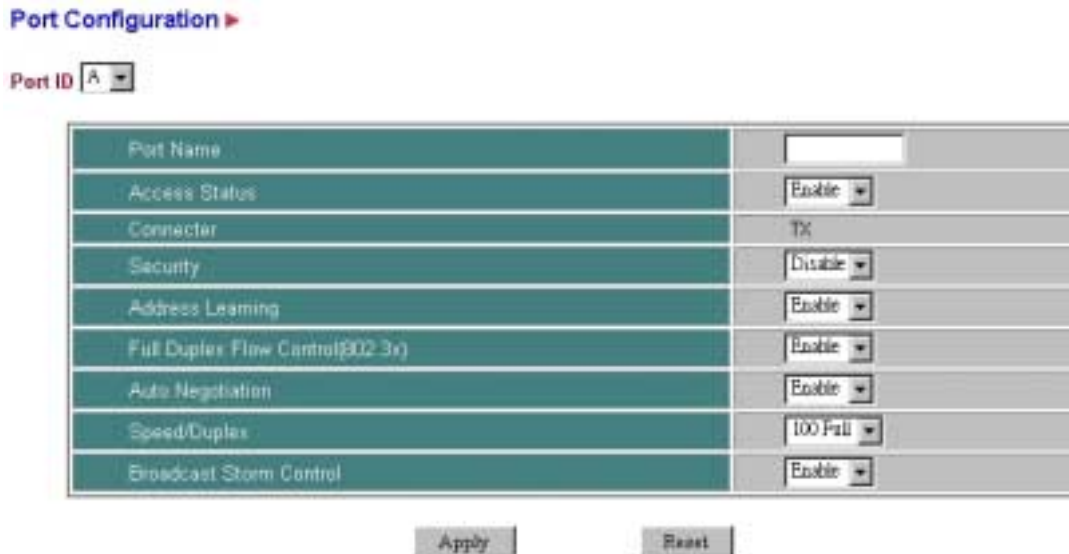 Port Configuration
Port ID A
Port Name
Access Status Enable
Connecter TX
Security Disable
Address Learning Enable
Full Duplex Flow Control(802.3x) Enable
Auto Negotiation Enable
Speed/Duplex 100 Full
Broadcast Storm Control Enable
Apply Reset